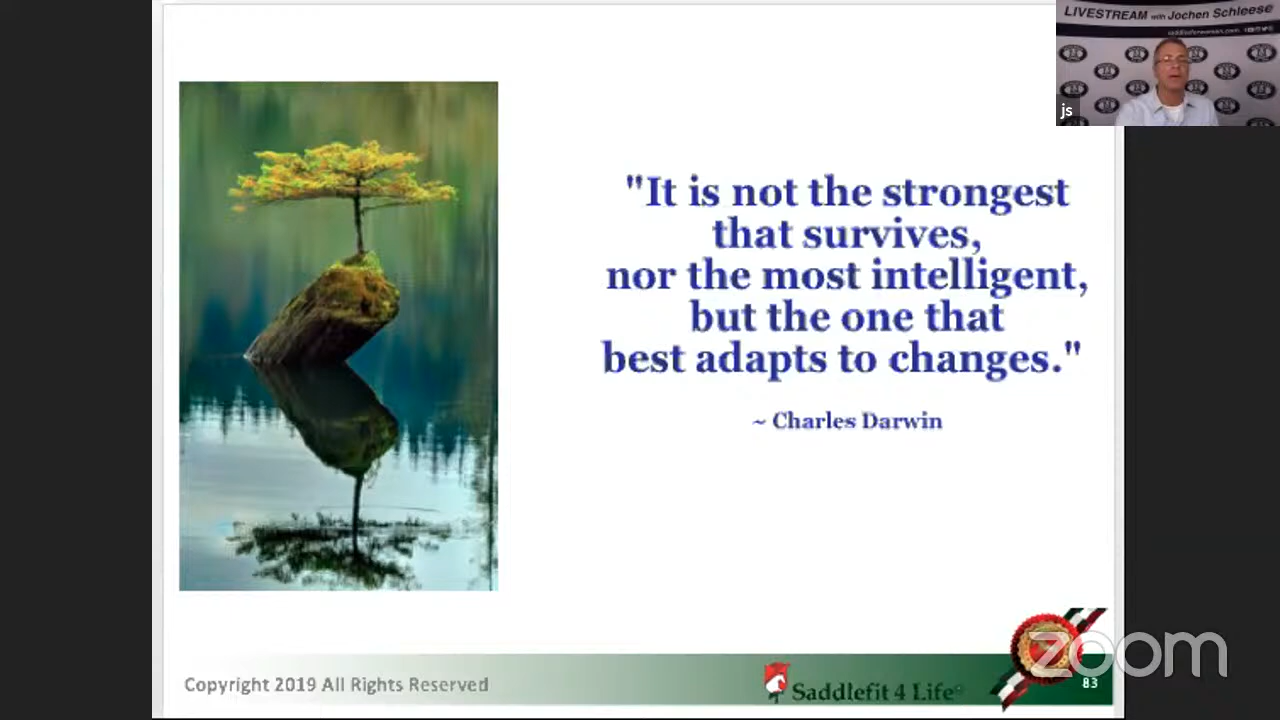 LIVESTREAM with Jochen Schleese
js
"It is not the strongest
that survives,
nor the most intelligent,
but the one that
best adapts to changes."
~ Charles Darwin
Copyright 2019 All Rights Reserved
Saddlefit 4 Life®
83
zoom